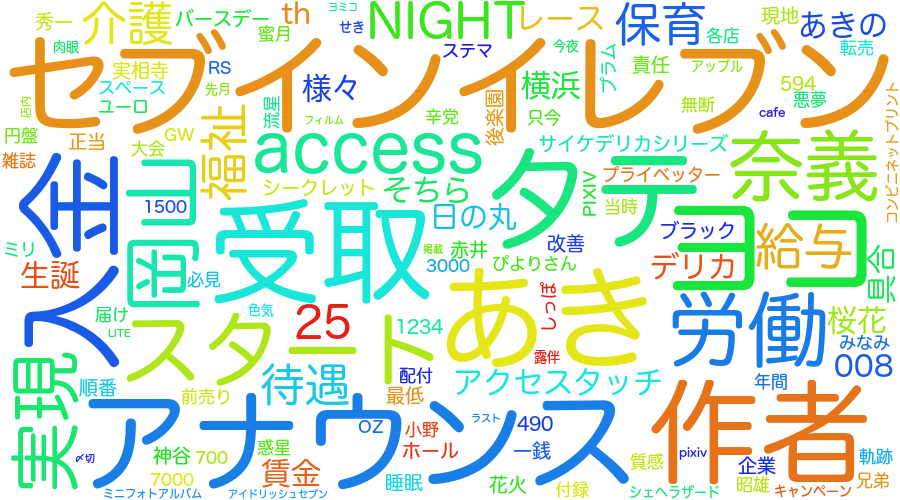 秀一
介護
バースデー
th
ヨミコ
せき
NIGHT
レース
保育
各店
現地
あきの
転売
肉眼
蜜月
ステマ
今夜
プラム
セブンイレブン
実相寺
RS
スペース
先月
様々
横浜
責任
アップル
594
悪夢
cafe
ユーロ
店内
流星
フィルム
辛党
只今
後楽園
無断
コンビニネットプリント
円盤
正当
GW
大会
福祉
access
サイケデリカシリーズ
雑誌
入金
岡山
1500
シークレット
そちら
タテヨコ
PIXIV
プライベッター
当時
奈義
受取
日の丸
掲載
赤井
改善
ブラック
給与
具合
ミリ
生誕
必見
3000
ぴよりさん
デリカ
届け
LITE
色気
25
1234
あき
しっぽ
露伴
労働
桜花
みなみ
008
スタート
実現
順番
前売り
待遇
配付
最低
アクセスタッチ
年間
アナウンス
OZ
小野
ラスト
490
作者
〆切
神谷
700
惑星
ホール
一銭
質感
pixiv
企業
軌跡
7000
賃金
睡眠
花火
付録
昭雄
兄弟
ミニフォトアルバム
アイドリッシュセブン
シェヘラザード
キャンペーン